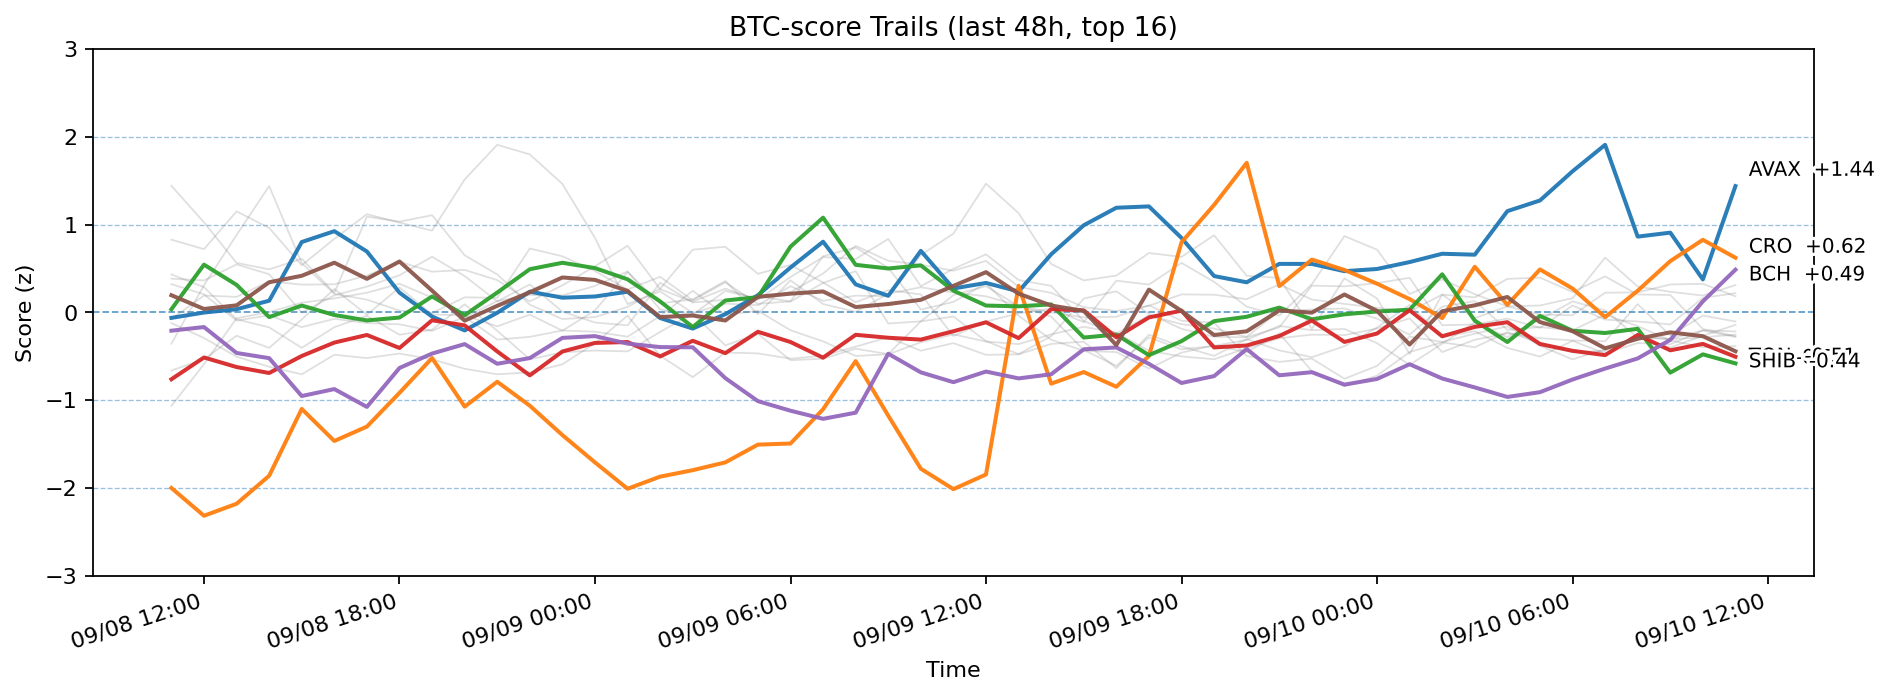 BTC-score Trails (last 48h, top 16)
3
2
1
0
−1
−2
−3
Score (z)
AVAX +1.44
CRO +0.62
BCH +0.49
SHIB -0.44
09/08 12:00
09/08 18:00
09/09 00:00
09/09 06:00
09/09 12:00
09/09 18:00
09/10 00:00
09/10 06:00
09/10 12:00
Time